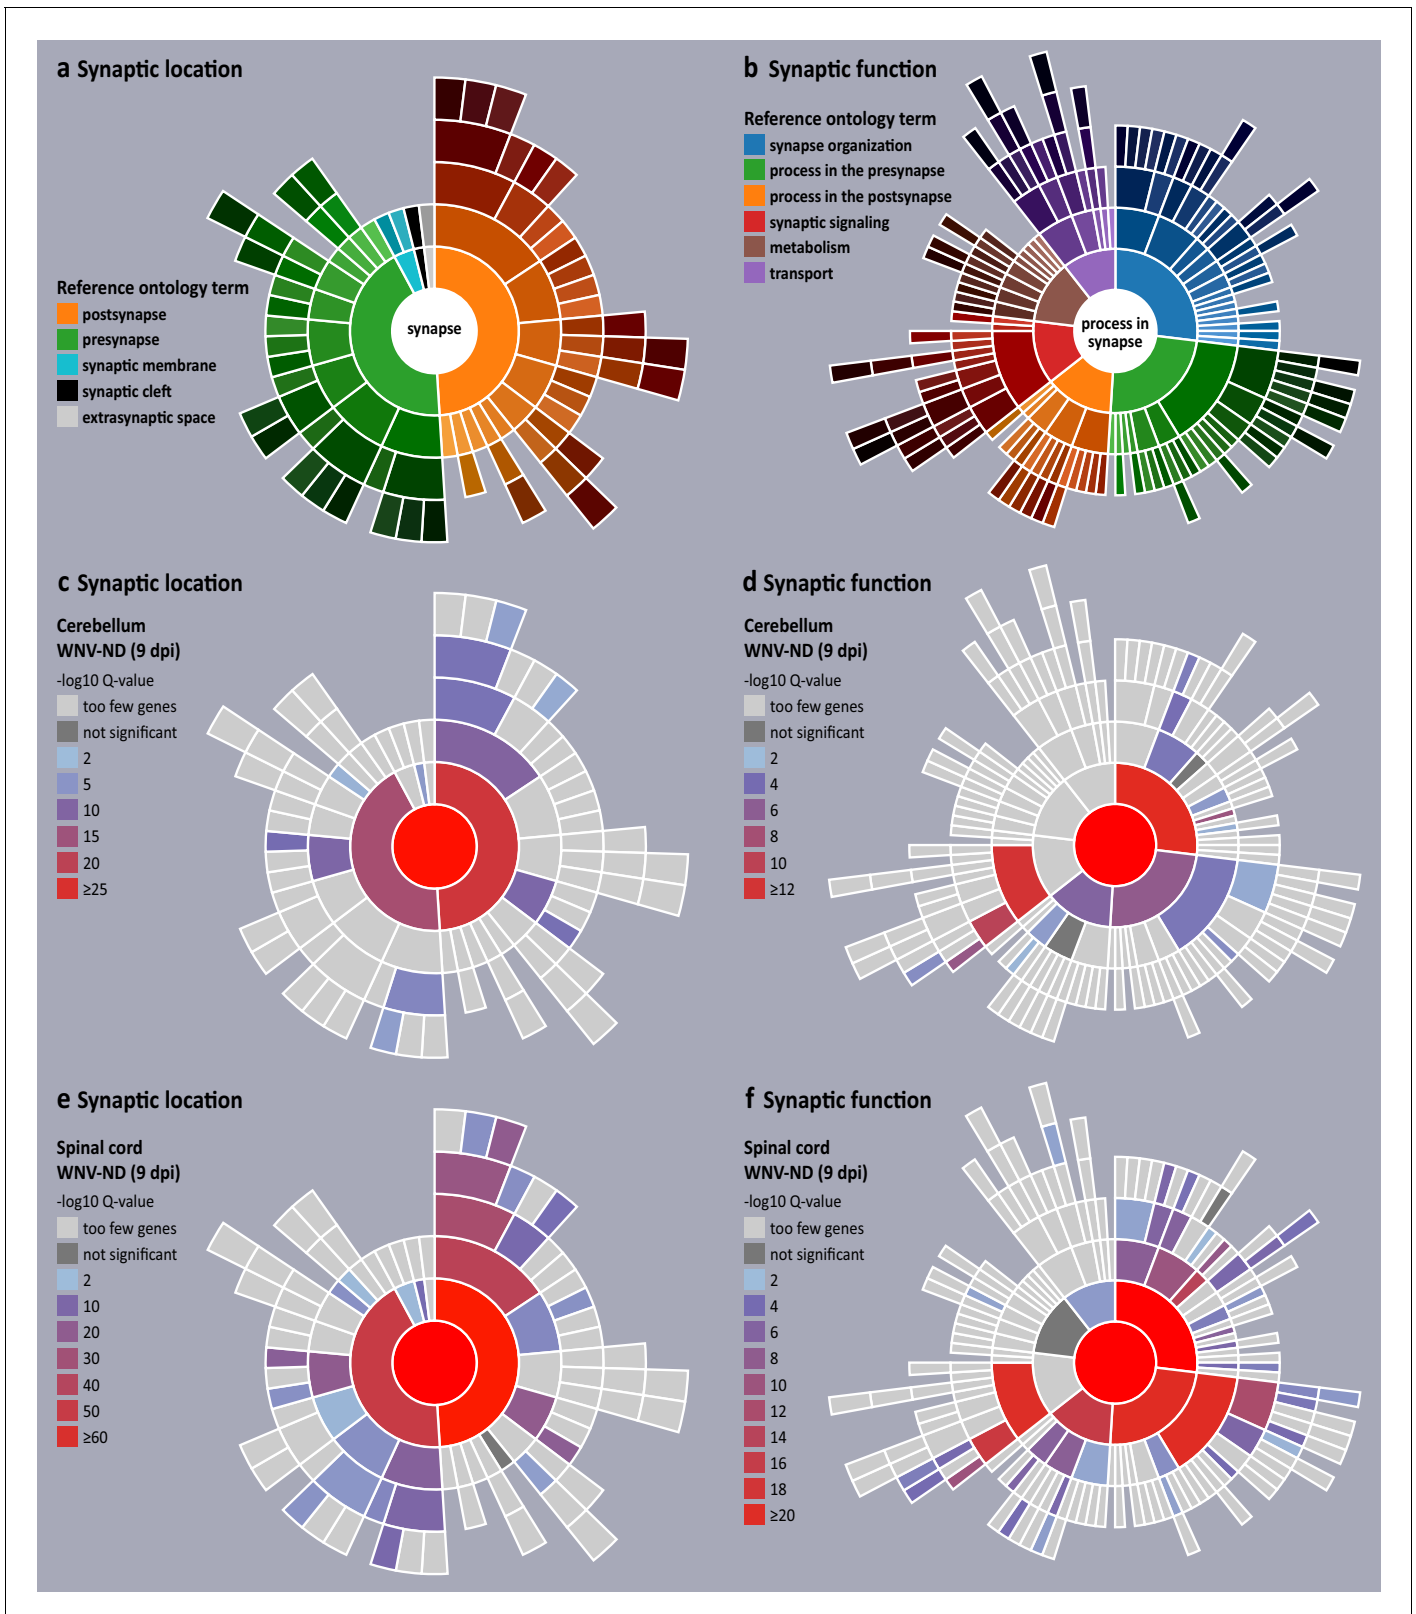 a Synaptic location
Reference ontology term
postsynapse
presynapse
synaptic membrane
synaptic cleft
extrasynaptic space
synapse
b Synaptic function
Reference ontology term
synapse organization
process in the presynapse
process in the postsynapse
synaptic signaling
metabolism
transport
process in
synapse
c Synaptic location
Cerebellum
WNV-ND (9 dpi)
-log10 Q-value
too few genes
not significant
2
5
10
15
20
≥25
d Synaptic function
Cerebellum
WNV-ND (9 dpi)
-log10 Q-value
too few genes
not significant
2
4
6
8
10
≥12
e Synaptic location
Spinal cord
WNV-ND (9 dpi)
-log10 Q-value
too few genes
not significant
2
10
20
30
40
50
≥60
f Synaptic function
Spinal cord
WNV-ND (9 dpi)
-log10 Q-value
too few genes
not significant
2
4
6
8
10
12
14
16
18
≥20